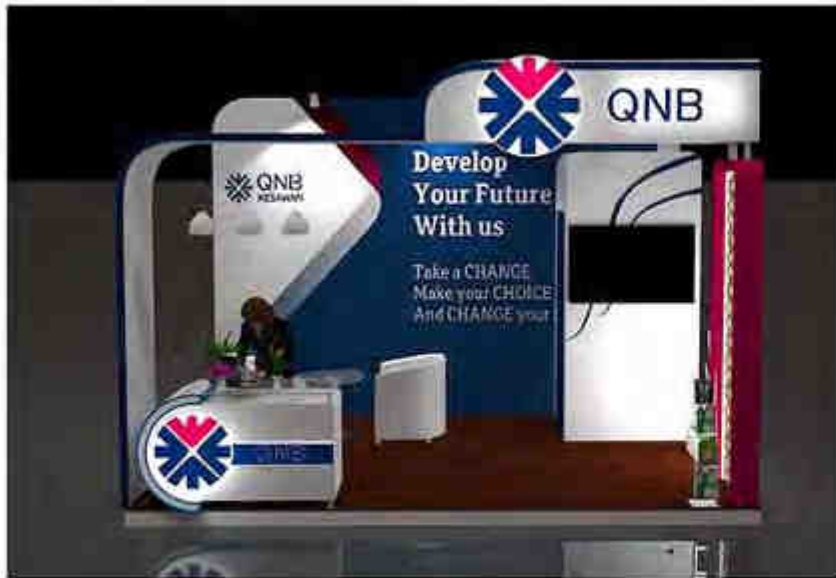 QNB
QNB
KESAWAN
Develop
Your Future
With us
Take a CHANGE
Make your CHOICE
And CHANGE your
QNB